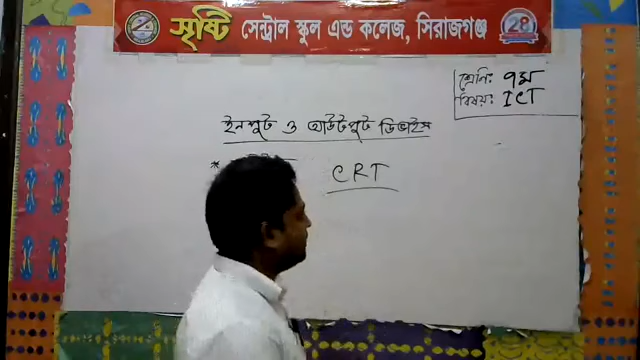 সৃষ্টি সেন্ট্রাল স্কুল এন্ড কলেজ, সিরাজগঞ্জ
28
শ্রেনি: ৭ম
বিষয়: ICT
ইনপুট ও আউটপুট ডিভাইস
*
CRT